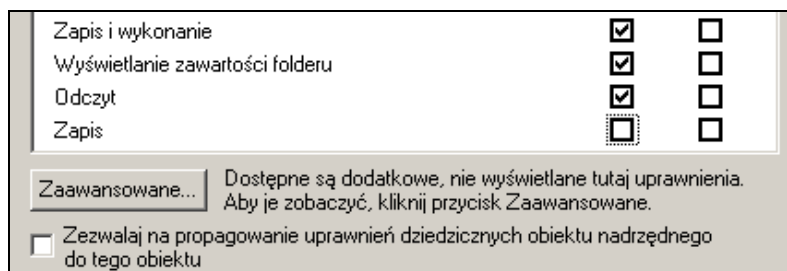 Zapis i wykonanie
Wyświetlanie zawartości folderu
Odczyt
Zapis
Zaawansowane...
Dostępne są dodatkowe, nie wyświetlane tutaj uprawnienia.
Aby je zobaczyć, kliknij przycisk Zaawansowane.
Zezwalaj na propagowanie uprawnień dziedzicznych obiektu nadrzędnego
do tego obiektu